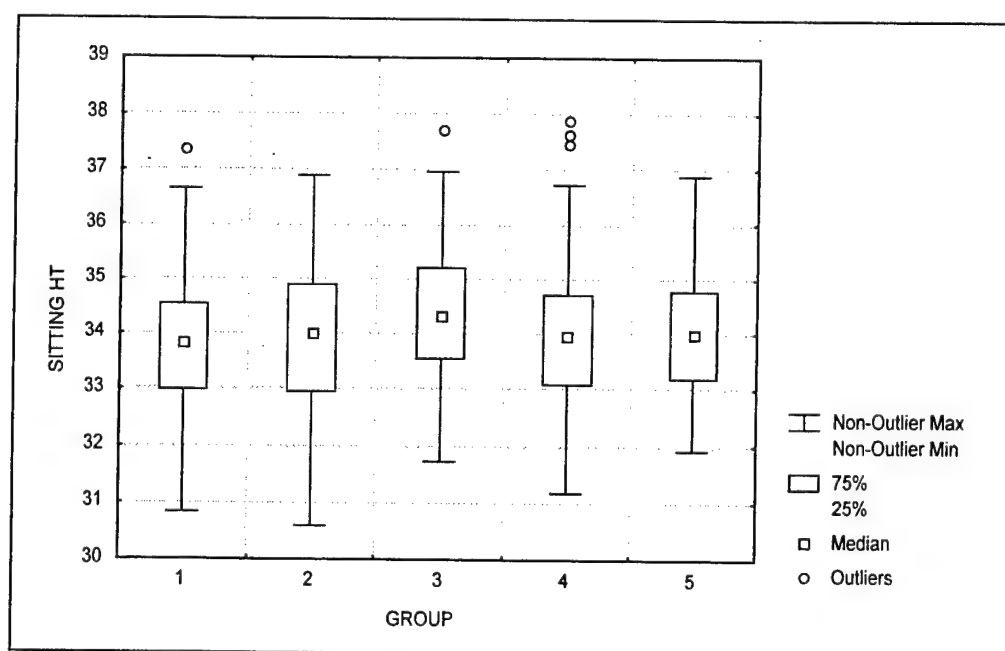 39
38
37
36
35
34
33
32
31
30
SITTING HT
1 2 3 4 5
GROUP
Non-Outlier Max
Non-Outlier Min
75%
25%
Median
Outliers